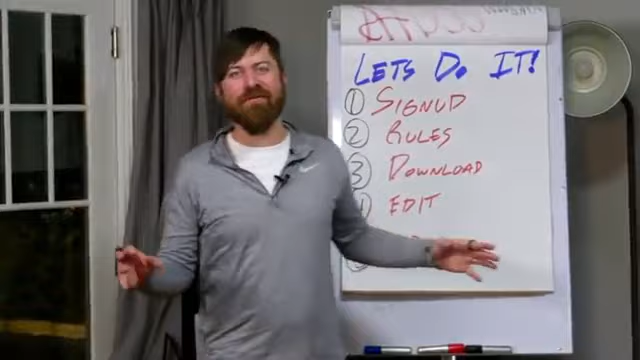 LETS DO IT!
① SIGNUP
② RULES
③ DOWNLOAD
④ EDIT